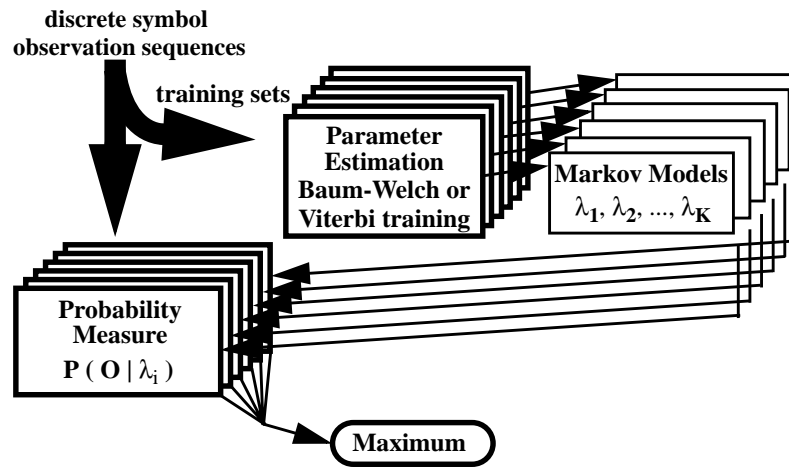 discrete symbol
observation sequences
training sets
Parameter
Estimation
Baum-Welch or
Viterbi training
Markov Models
λ₁, λ₂, ..., λ_K
Probability
Measure
P ( O | λᵢ )
Maximum